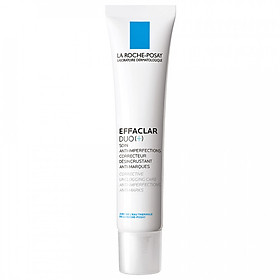 LA ROCHE-POSAY
LABORATOIRE DERMATOLOGIQUE
EFFACLAR
DUO(+)
SOIN
ANTI-IMPERFECTIONS
CORRECTEUR
DÉSINCRUSTANT
ANTI-MARQUES
CORRECTIVE
UNCLOGGING CARE
ANTI-IMPERFECTIONS
ANTI-MARKS